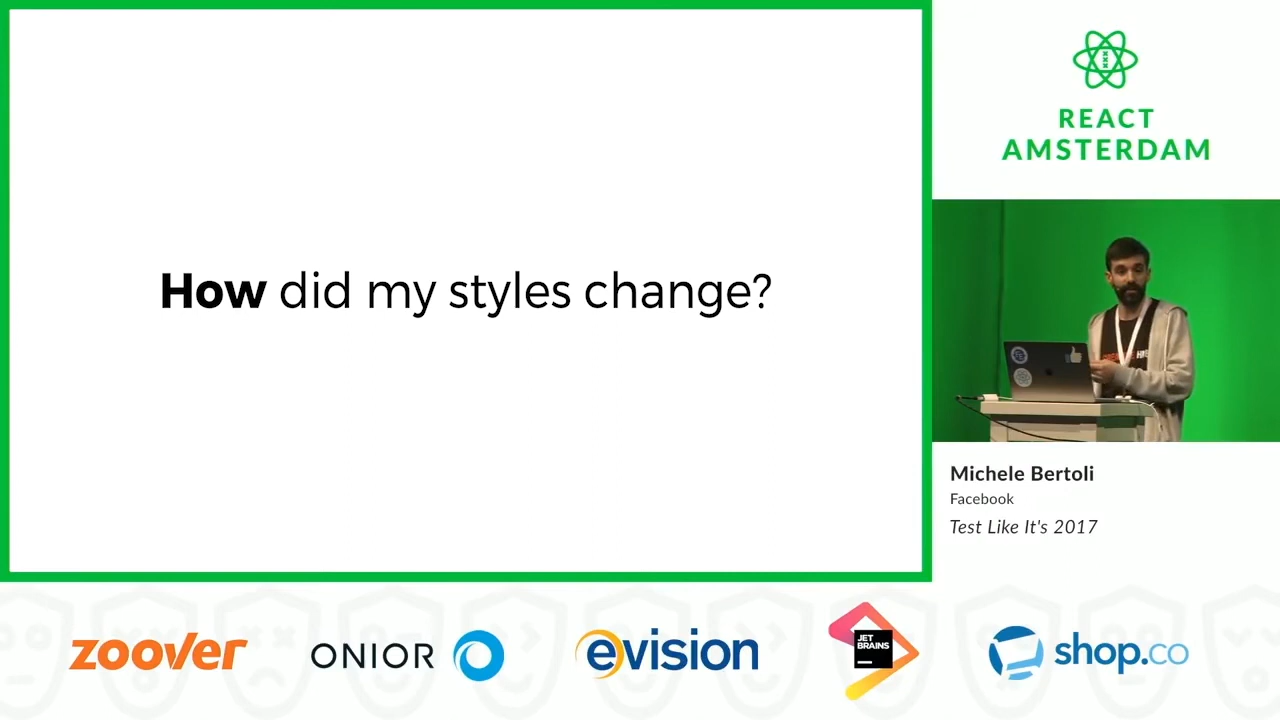 How did my styles change?
REACT
AMSTERDAM
Michele Bertoli
Facebook
Test Like It's 2017
zoover
ONIOR
evision
JET
BRAINS
shop.co